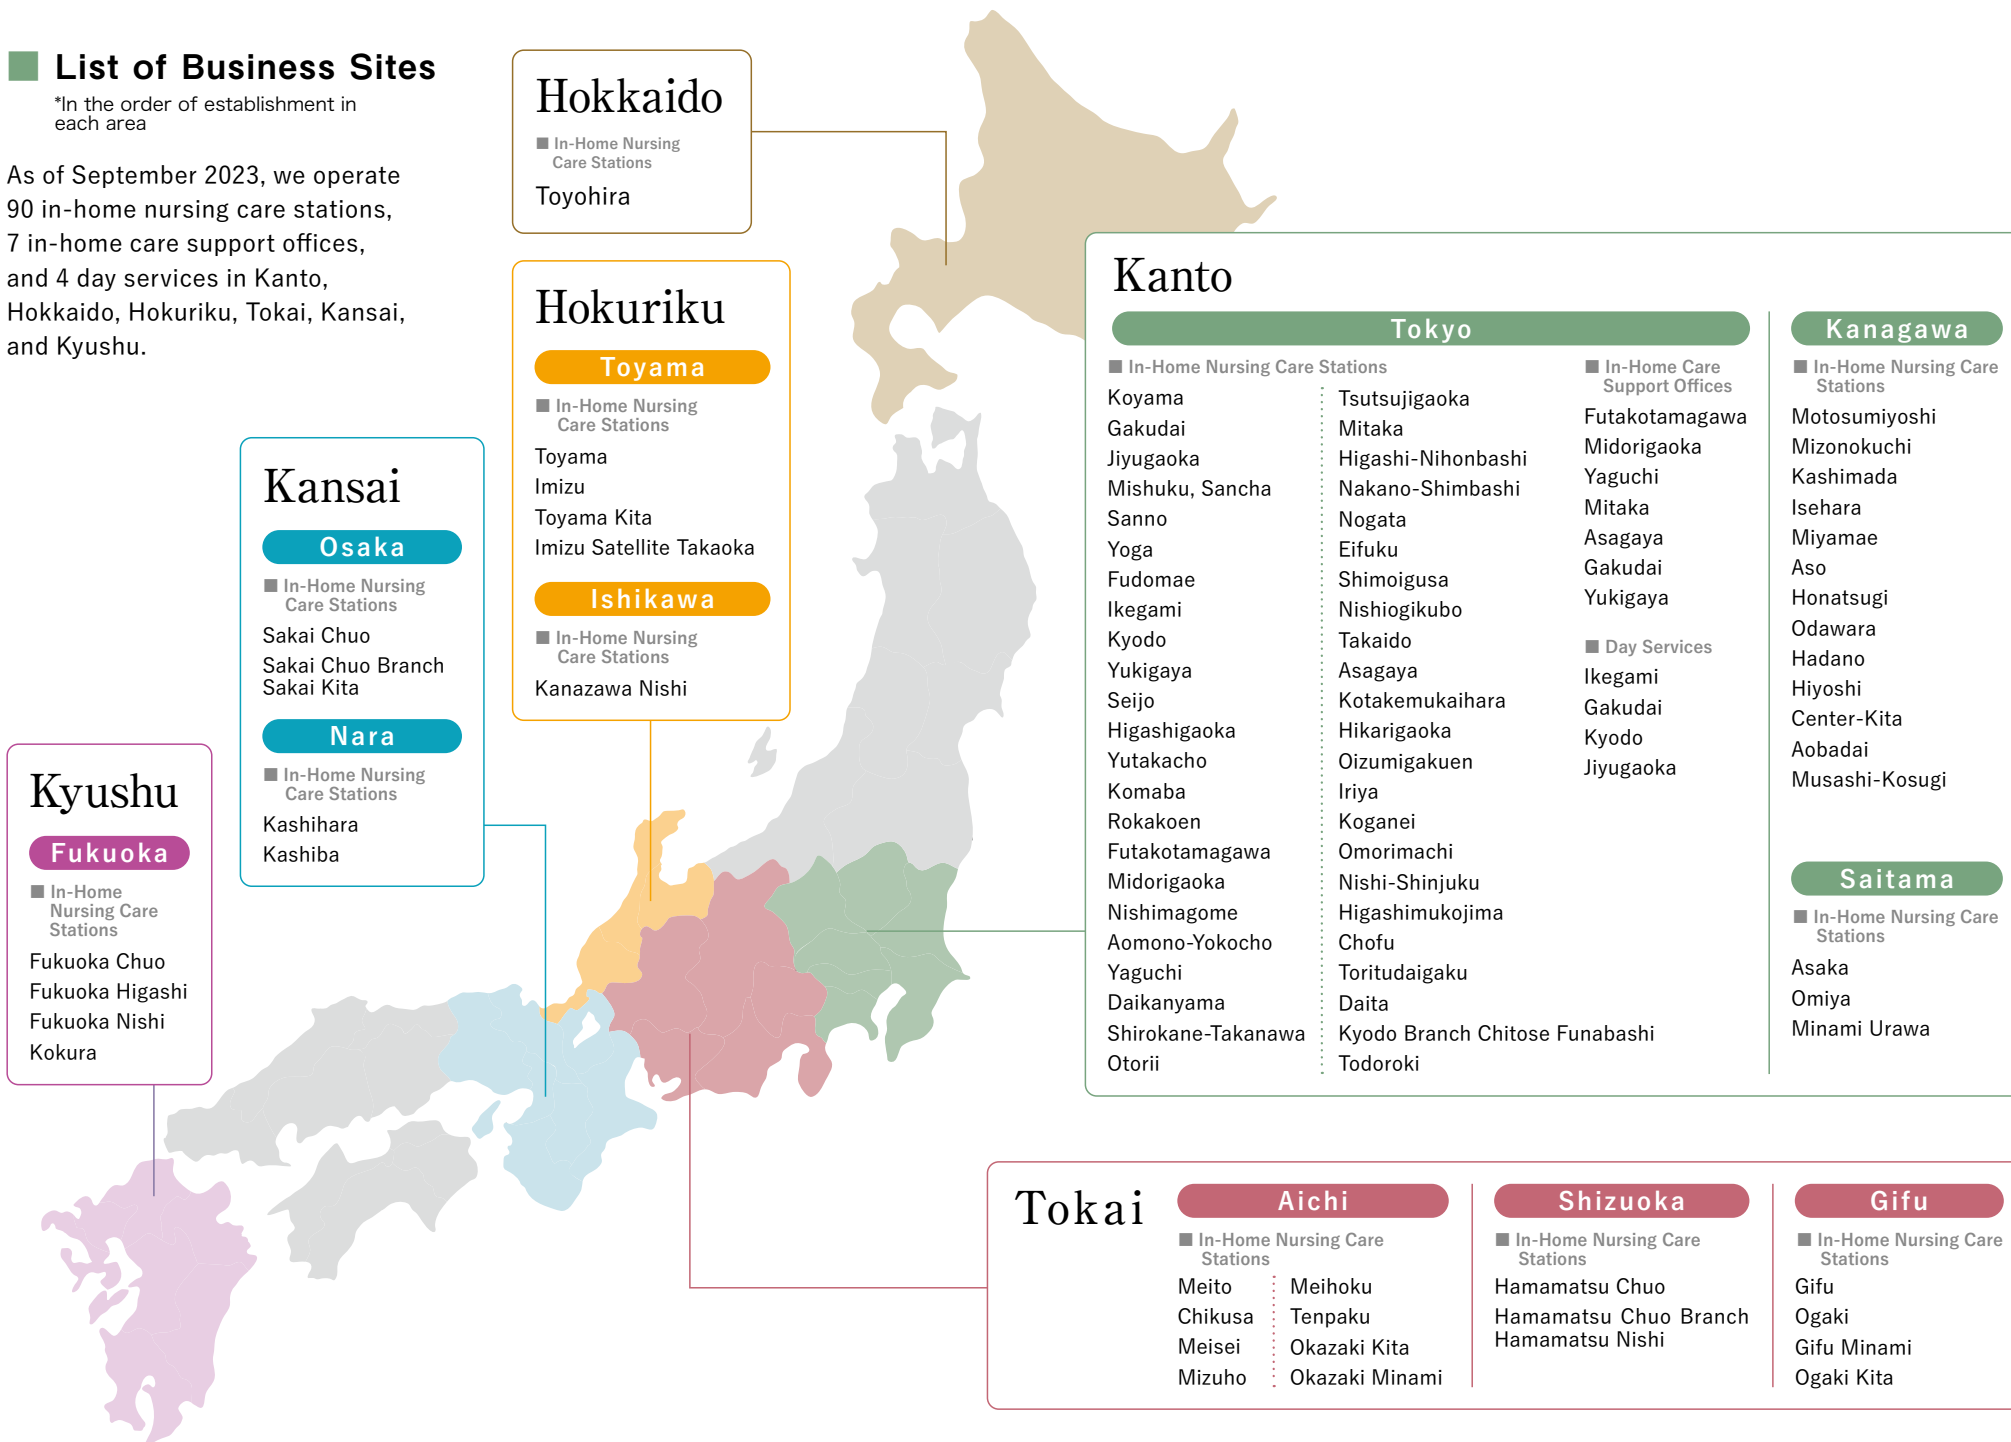 List of Business Sites
*In the order of establishment in
each area
As of September 2023, we operate
90 in-home nursing care stations,
7 in-home care support offices,
and 4 day services in Kanto,
Hokkaido, Hokuriku, Tokai, Kansai,
and Kyushu.
Hokkaido
In-Home Nursing
Care Stations
Toyohira
Hokuriku
Toyama
In-Home Nursing
Care Stations
Toyama
Imizu
Toyama Kita
Imizu Satellite Takaoka
Ishikawa
In-Home Nursing
Care Stations
Kanazawa Nishi
Kansai
Osaka
In-Home Nursing
Care Stations
Sakai Chuo
Sakai Chuo Branch
Sakai Kita
Nara
In-Home Nursing
Care Stations
Kashihara
Kashiba
Kyushu
Fukuoka
In-Home
Nursing Care
Stations
Fukuoka Chuo
Fukuoka Higashi
Fukuoka Nishi
Kokura
Kanto
Tokyo
In-Home Nursing Care Stations
Koyama
Gakudai
Jiyugaoka
Mishuku, Sancha
Sanno
Yoga
Fudomae
Ikegami
Kyodo
Yukigaya
Seijo
Higashigaoka
Yutakacho
Komaba
Rokakoen
Futakotamagawa
Midorigaoka
Nishimagome
Aomono-Yokocho
Yaguchi
Daikanyama
Shirokane-Takanawa
Otorii
Tsutsujigaoka
Mitaka
Higashi-Nihonbashi
Nakano-Shimbashi
Nogata
Eifuku
Shimoigusa
Nishiogikubo
Takaido
Asagaya
Kotakemukaihara
Hikarigaoka
Oizumigakuen
Iriya
Koganei
Omorimachi
Nishi-Shinjuku
Higashimukojima
Chofu
Toritudaigaku
Daita
Kyodo Branch Chitose Funabashi
Todoroki
In-Home Care
Support Offices
Futakotamagawa
Midorigaoka
Yaguchi
Mitaka
Asagaya
Gakudai
Yukigaya
Day Services
Ikegami
Gakudai
Kyodo
Jiyugaoka
Kanagawa
In-Home Nursing Care
Stations
Motosumiyoshi
Mizonokuchi
Kashimada
Isehara
Miyamae
Aso
Honatsugi
Odawara
Hadano
Hiyoshi
Center-Kita
Aobadai
Musashi-Kosugi
Saitama
In-Home Nursing Care
Stations
Asaka
Omiya
Minami Urawa
Tokai
Aichi
In-Home Nursing Care
Stations
Meito
Chikusa
Meisei
Mizuho
Meihoku
Tenpaku
Okazaki Kita
Okazaki Minami
Shizuoka
In-Home Nursing Care
Stations
Hamamatsu Chuo
Hamamatsu Chuo Branch
Hamamatsu Nishi
Gifu
In-Home Nursing Care
Stations
Gifu
Ogaki
Gifu Minami
Ogaki Kita